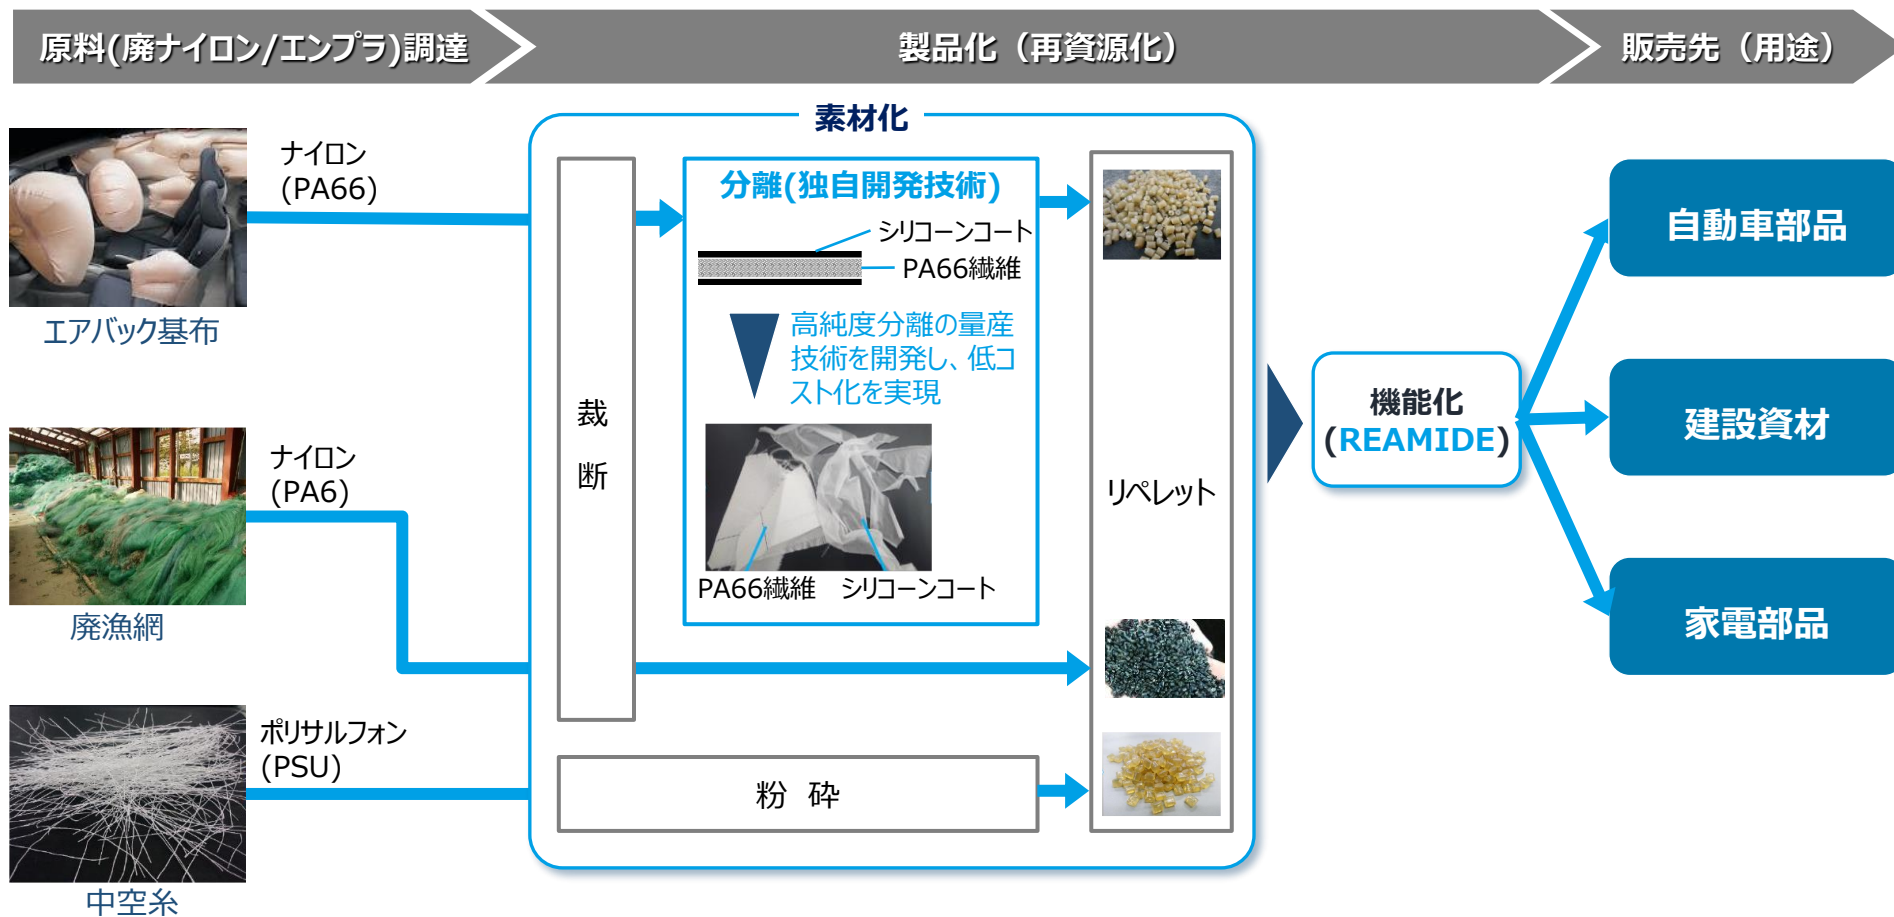 原料(廃ナイロン/エンプラ)調達
製品化（再資源化）
販売先（用途）
素材化
ナイロン
(PA66)
エアバック基布
ナイロン
(PA6)
廃漁網
ポリサルフォン
(PSU)
中空糸
裁
断
分離(独自開発技術)
シリコーンコート
PA66繊維
高純度分離の量産
技術を開発し、低コ
スト化を実現
PA66繊維
シリコーンコート
粉 砕
リペレット
機能化
(REAMIDE)
自動車部品
建設資材
家電部品